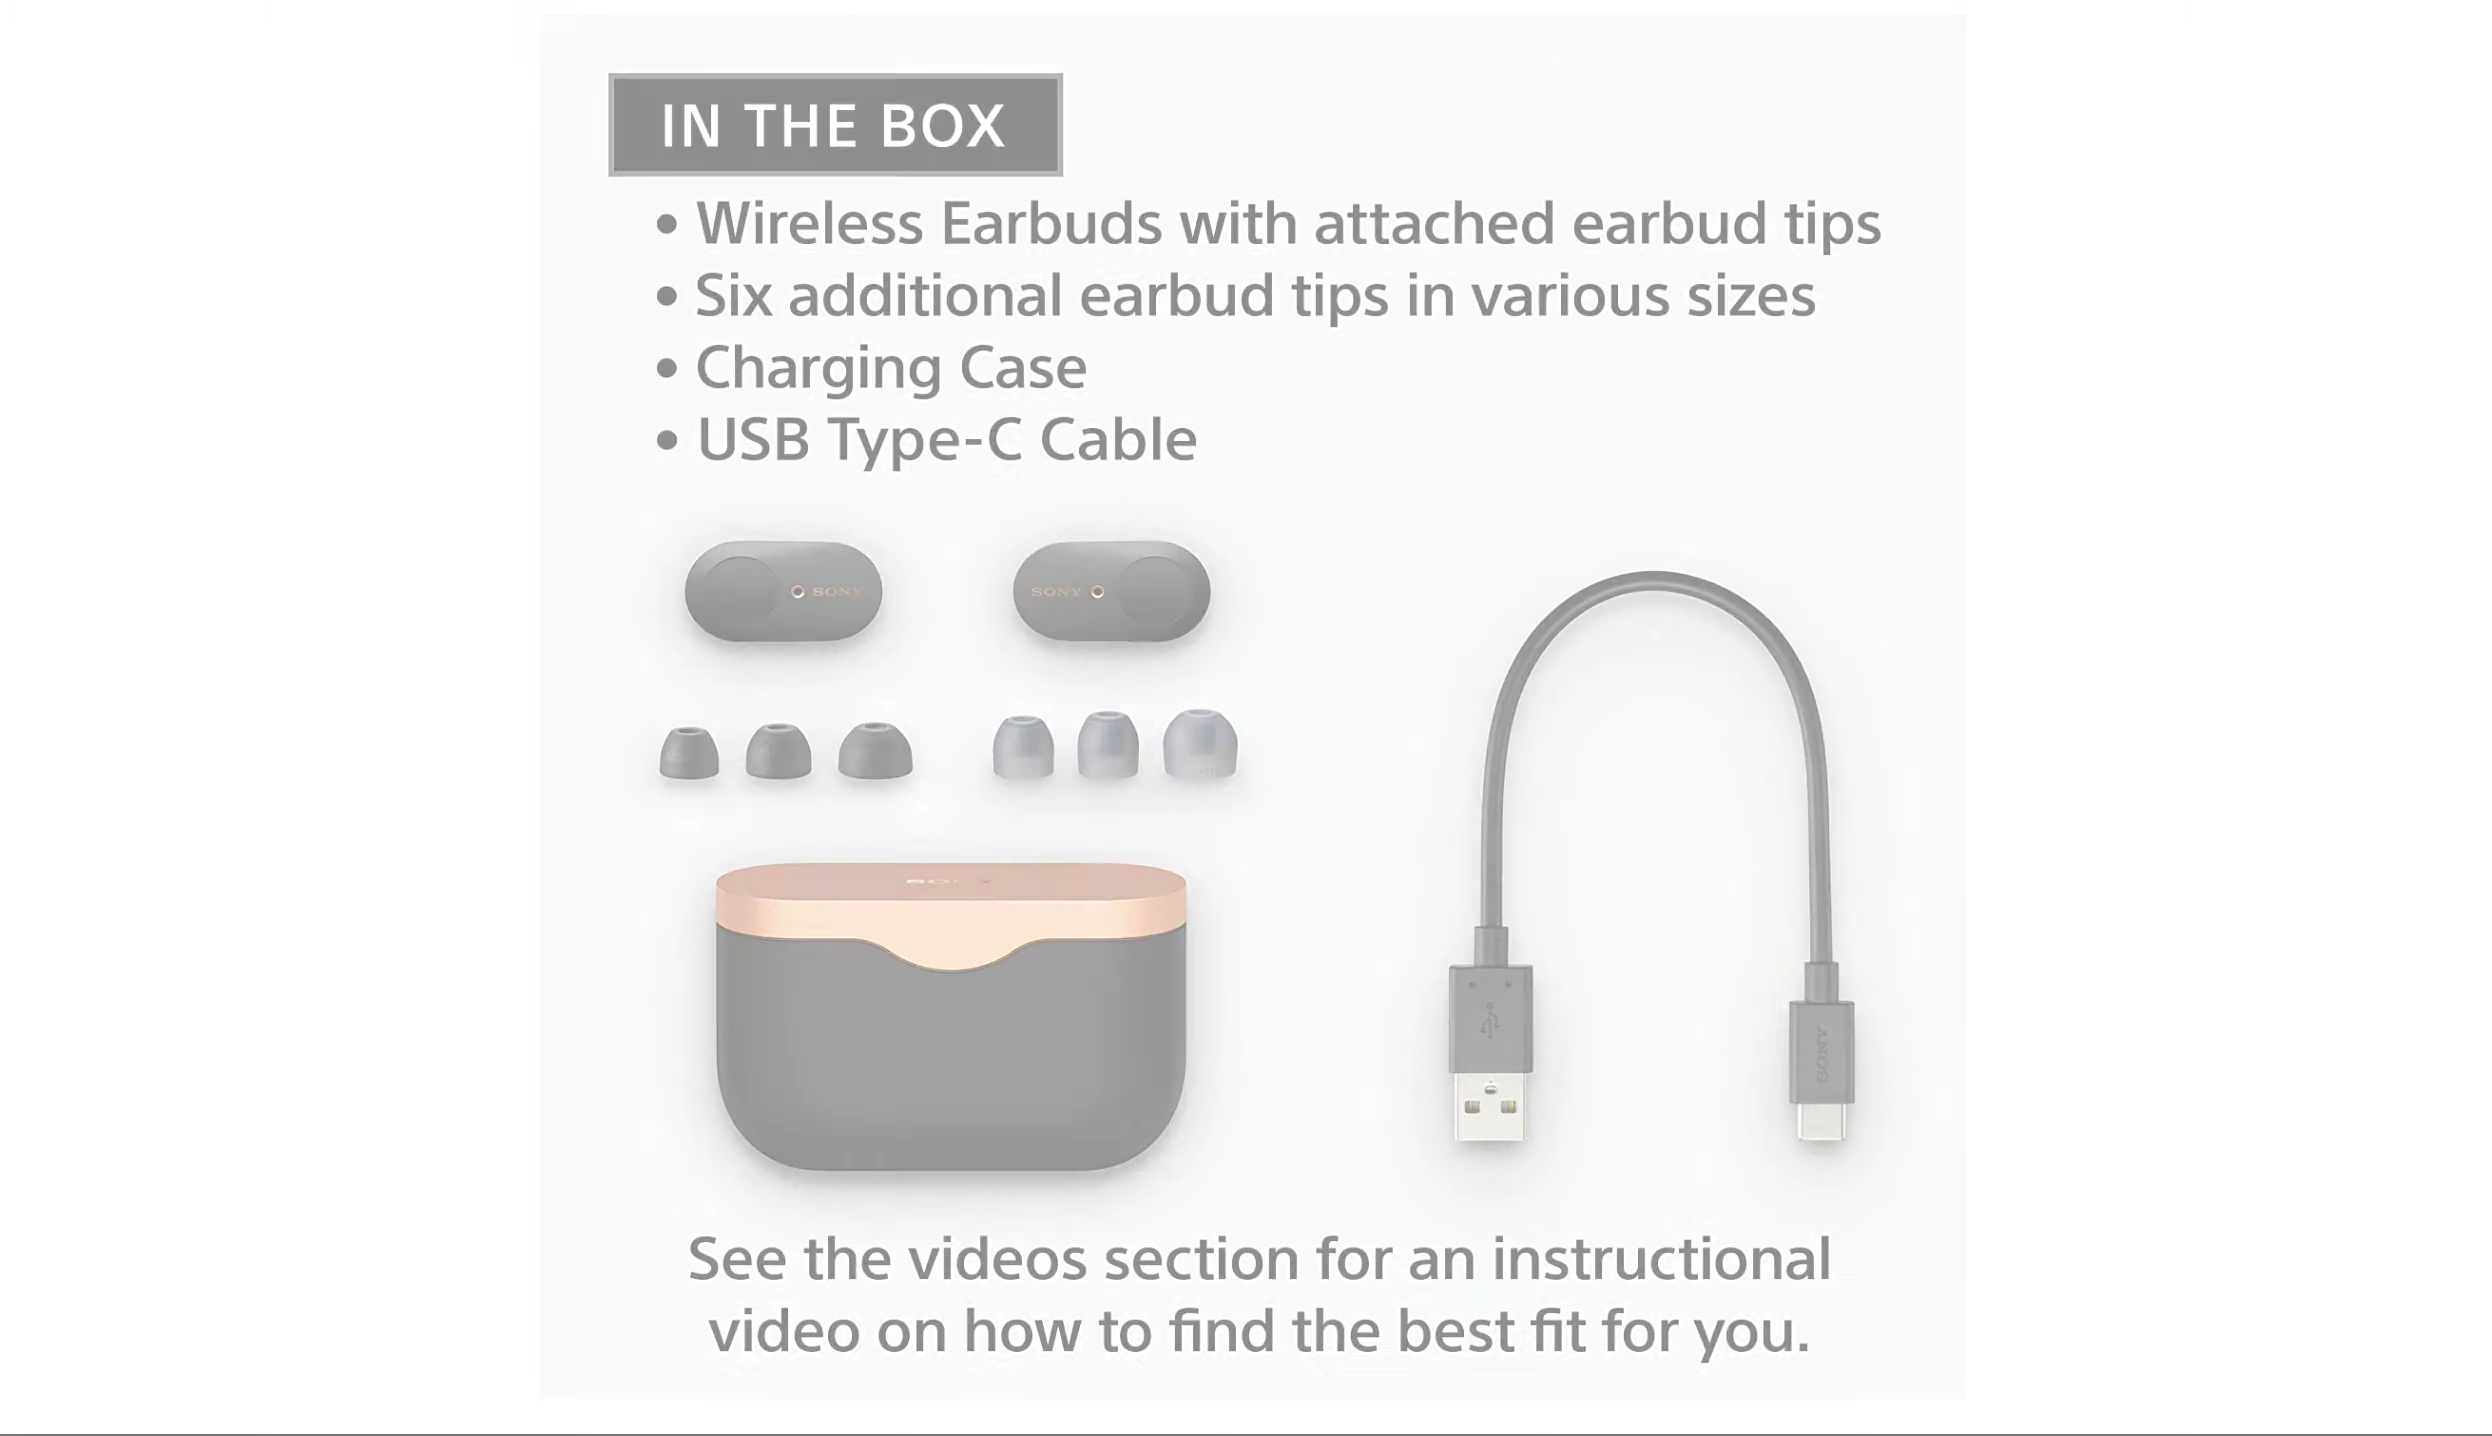 IN THE BOX
• Wireless Earbuds with attached earbud tips
• Six additional earbud tips in various sizes
• Charging Case
• USB Type-C Cable
SONY
SONY
SONY
SONY
See the videos section for an instructional
video on how to find the best fit for you.